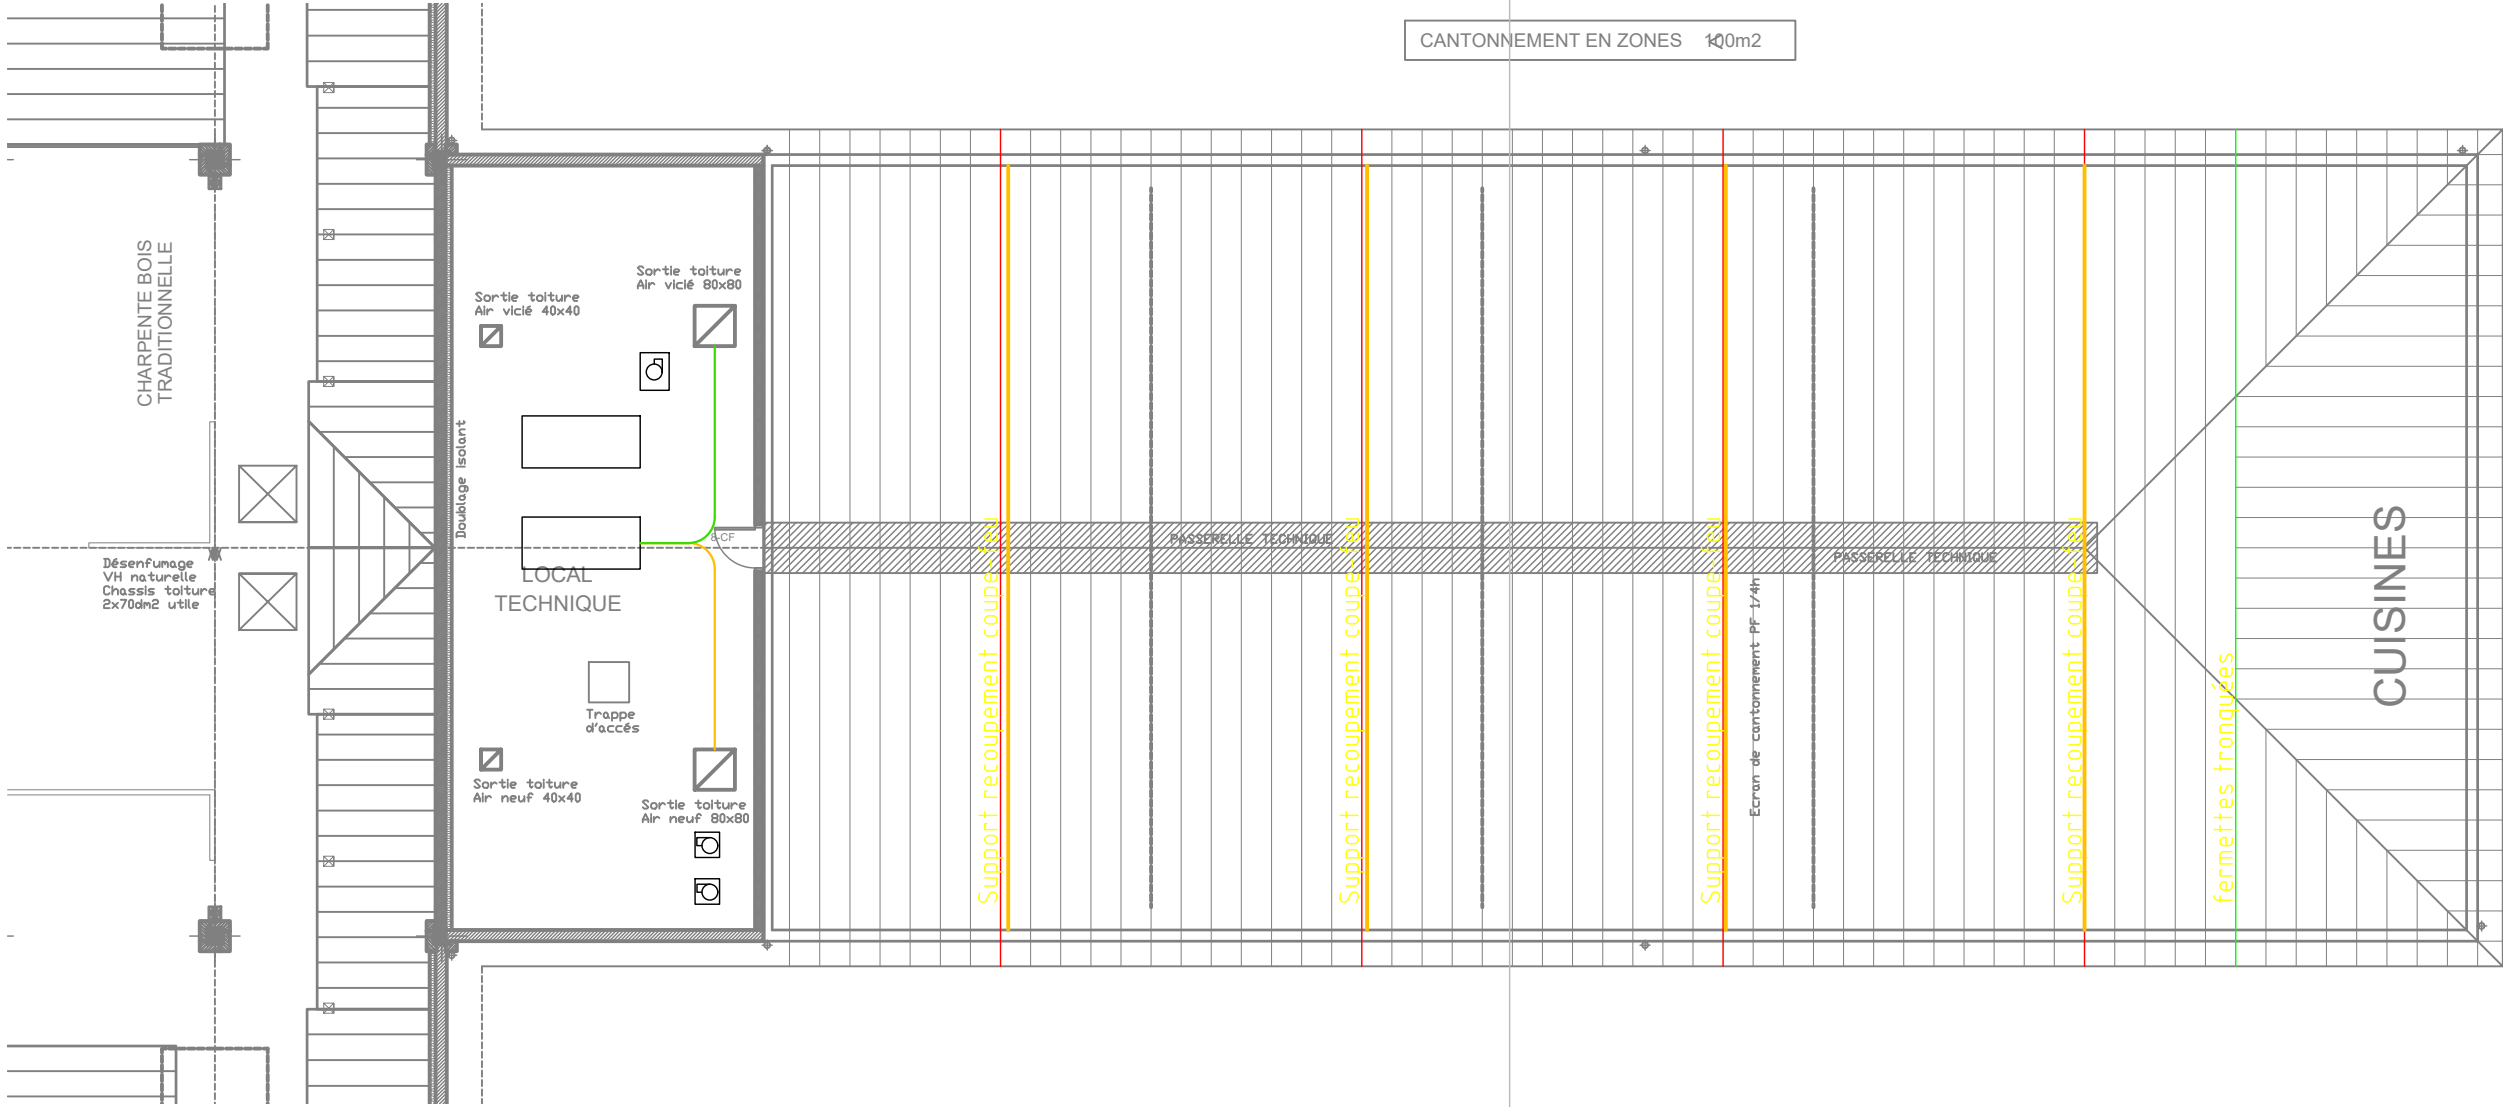 CANTONNEMENT EN ZONES <100m2
CHARPENTE BOIS
TRADITIONNELLE
Sortie toiture
Air vicié 40x40
Sortie toiture
Air vicié 80x80
Doublage isolant
Désenfumage
VH naturelle
Chassis toiture
2x70dm2 utile
LOCAL
TECHNIQUE
Trappe
d'accés
Sortie toiture
Air neuf 40x40
Sortie toiture
Air neuf 80x80
PASSERELLE TECHNIQUE
PASSERELLE TECHNIQUE
Support recoupement coupe-feu
Support recoupement coupe-feu
Support recoupement coupe-feu
Ecran de cantonnement PF 1/4h
Support recoupement coupe-feu
fermettes tronquées
CUISINES